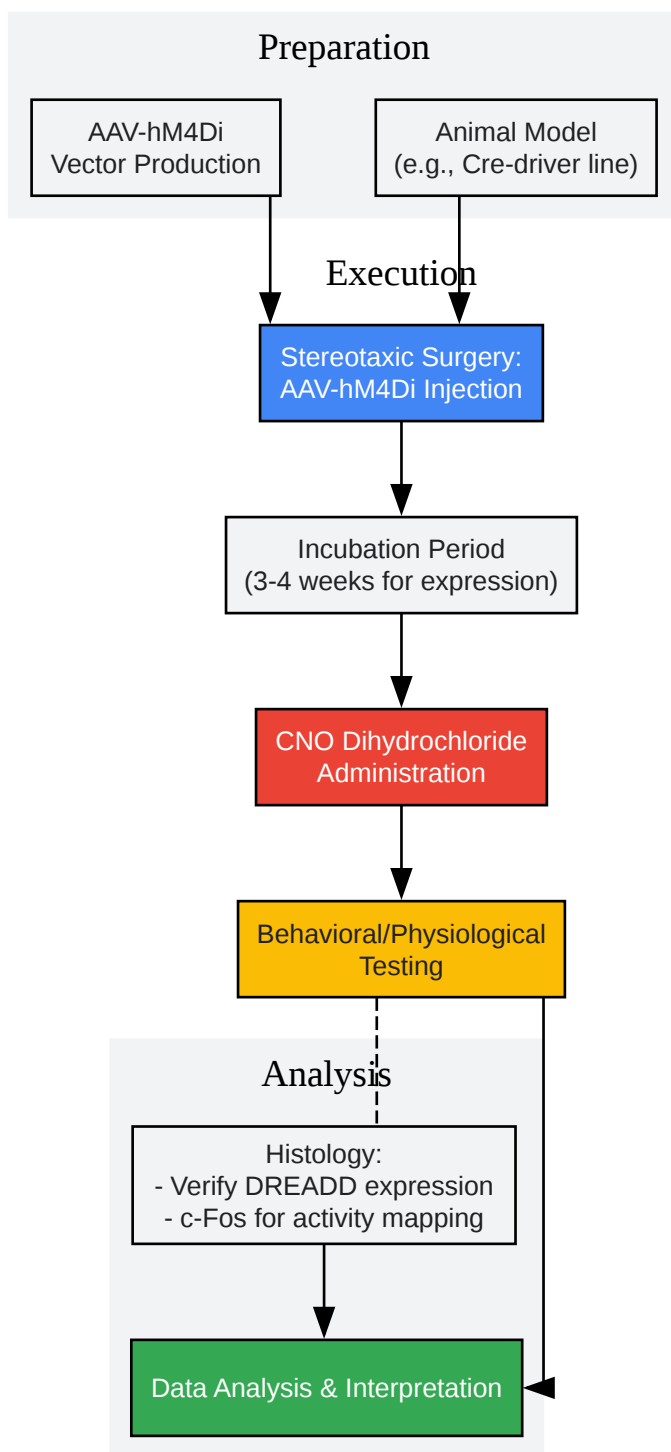 Preparation
AAV-hM4Di
Vector Production
Animal Model
(e.g., Cre-driver line)
Execution
Stereotaxic Surgery:
AAV-hM4Di Injection
Incubation Period
(3-4 weeks for expression)
CNO Dihydrochloride
Administration
Behavioral/Physiological
Testing
Analysis
Histology:
- Verify DREADD expression
- c-Fos for activity mapping
Data Analysis & Interpretation